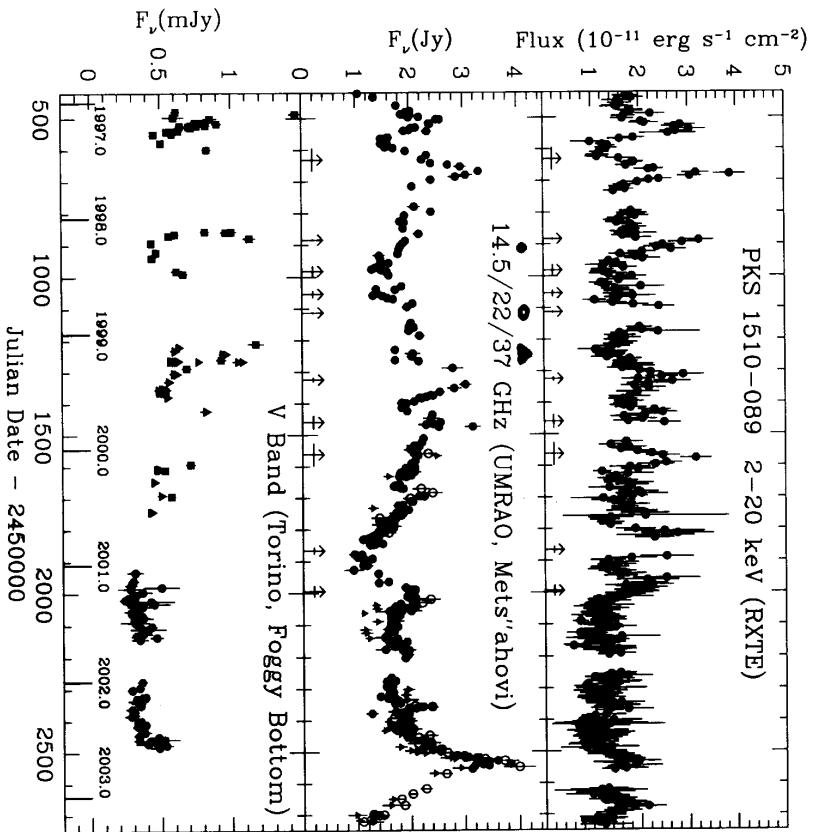 Flux (10⁻¹¹ erg s⁻¹ cm⁻²)
1 2 3 4 5
PKS 1510−089 2−20 keV (RXTE)
Fν(Jy)
0 1 2 3 4
14.5/22/37 GHz (UMRAO, Mets"ahovi)
Fν(mJy)
0 0.5 1
V Band (Torino, Foggy Bottom)
1997.0 1998.0 1999.0 2000.0 2001.0 2002.0 2003.0
500 1000 1500 2000 2500
Julian Date − 2450000